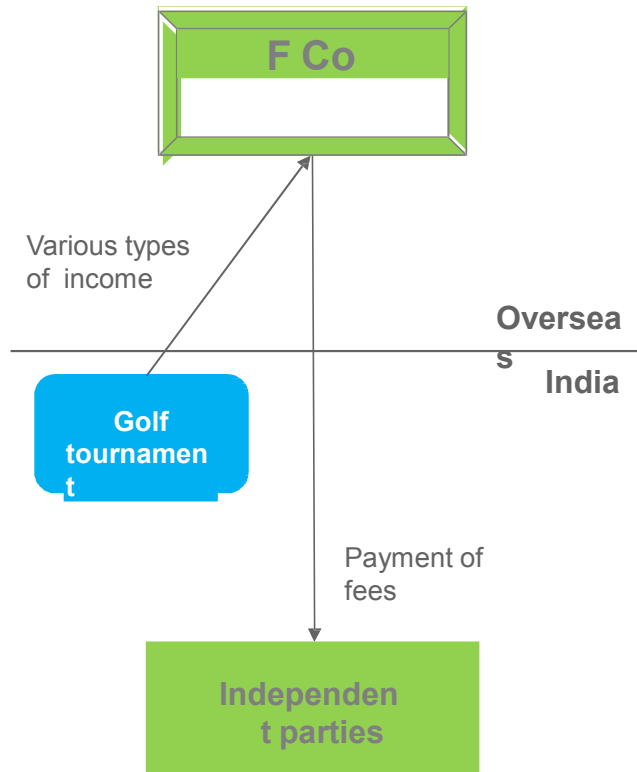 F Co
Various types
of income
Oversea
s
India
Golf
tournamen
t
Payment of
fees
Independen
t parties